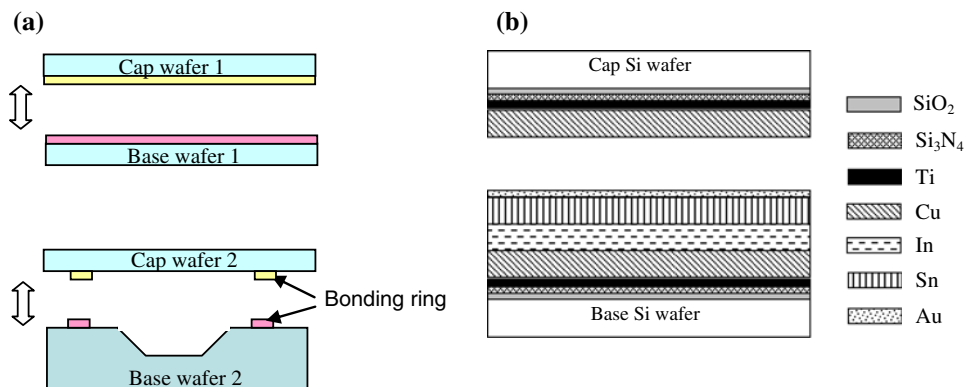 (a)
Cap wafer 1
Base wafer 1
Cap wafer 2
Bonding ring
Base wafer 2
(b)
Cap Si wafer
Base Si wafer
SiO₂
Si₃N₄
Ti
Cu
In
Sn
Au